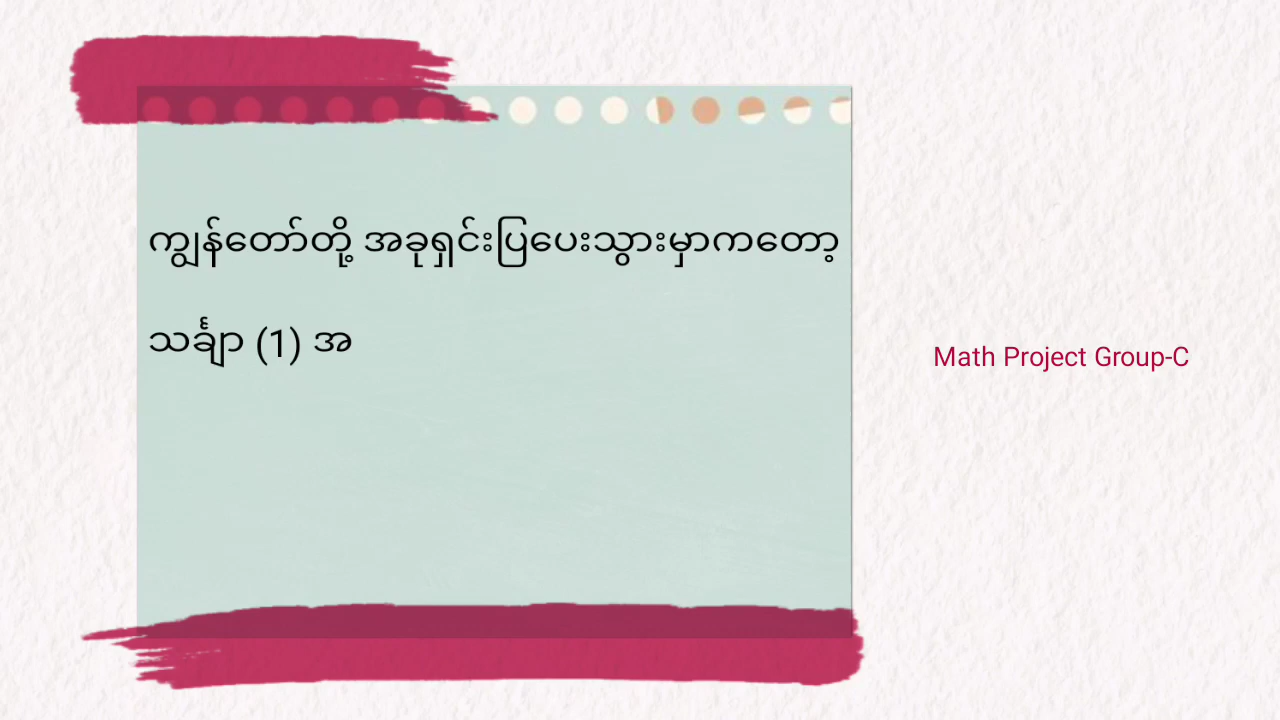 ကျွန်တော်တို့ အခုရှင်းပြပေးသွားမှာကတော့
သင်္ချာ (1) အ
Math Project Group-C